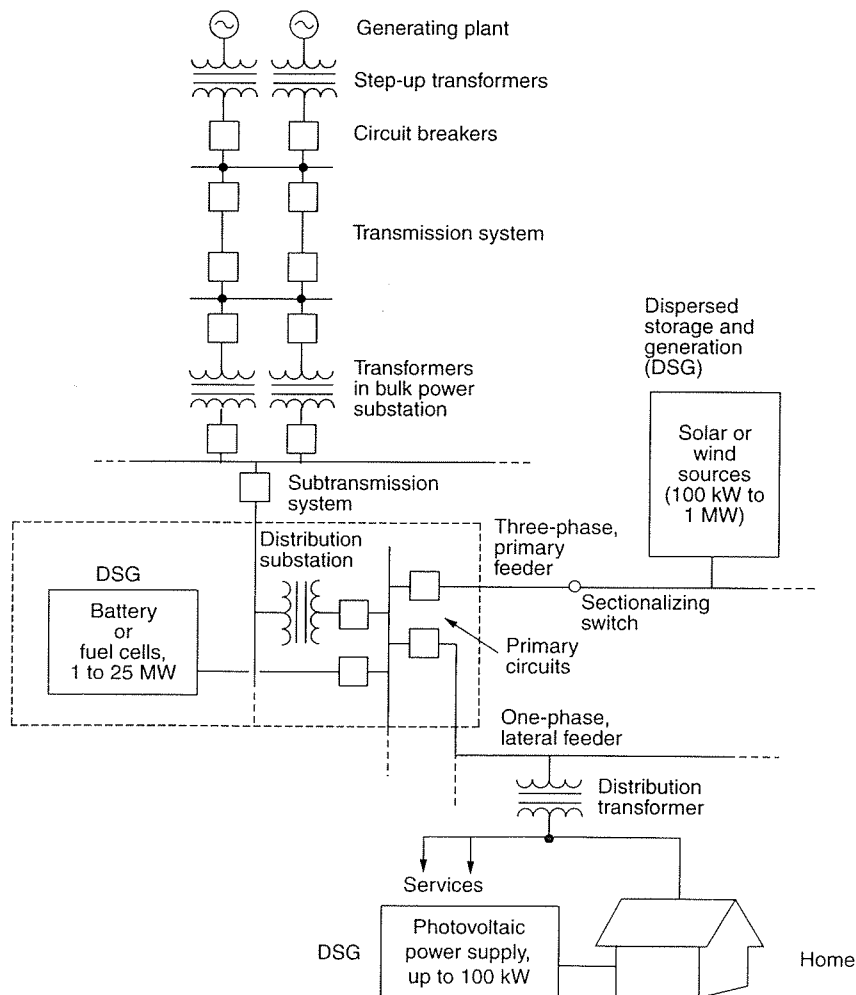 Generating plant
Step-up transformers
Circuit breakers
Transmission system
Dispersed
storage and
generation
(DSG)
Transformers
in bulk power
substation
Solar or
wind
sources
(100 kW to
1 MW)
Subtransmission
system
Distribution
substation
Three-phase,
primary
feeder
DSG
Battery
or
fuel cells,
1 to 25 MW
Sectionalizing
switch
Primary
circuits
One-phase,
lateral feeder
Distribution
transformer
Services
DSG
Photovoltaic
power supply,
up to 100 kW
Home